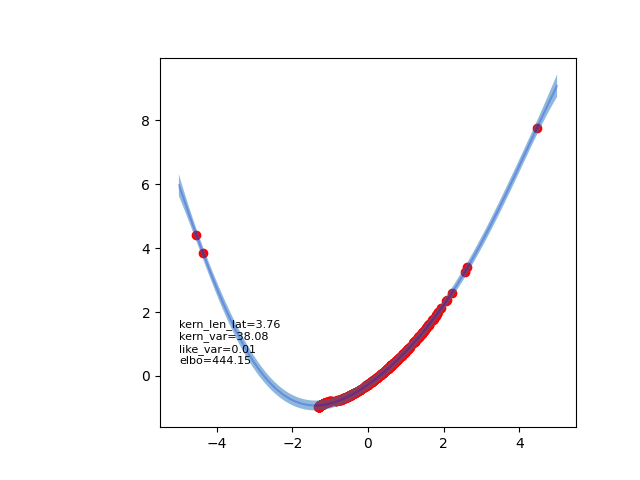 8
6
4
2
0
kern_len_lat=3.76
kern_var=38.08
like_var=0.01
elbo=444.15
−4
−2
0
2
4